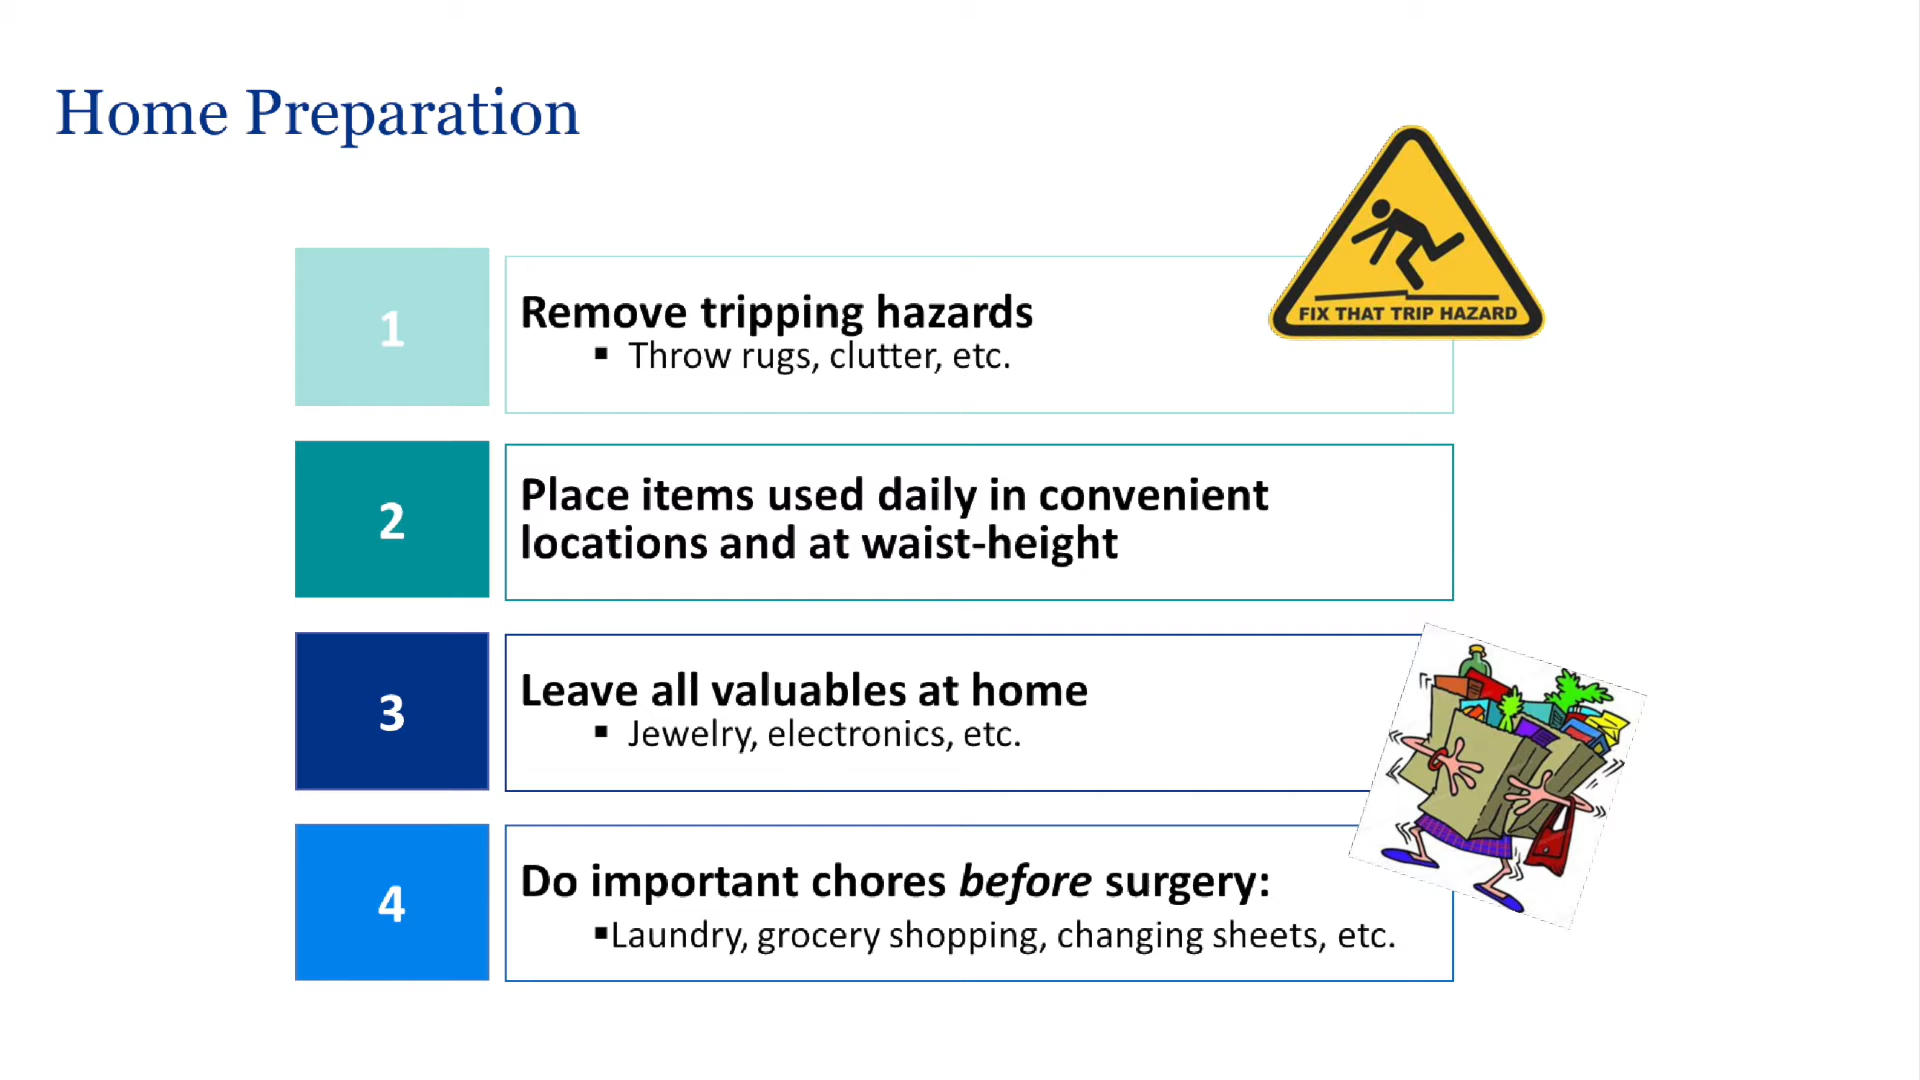 Home Preparation
FIX THAT TRIP HAZARD
1
Remove tripping hazards
▪ Throw rugs, clutter, etc.
2
Place items used daily in convenient
locations and at waist-height
3
Leave all valuables at home
▪ Jewelry, electronics, etc.
4
Do important chores before surgery:
▪Laundry, grocery shopping, changing sheets, etc.